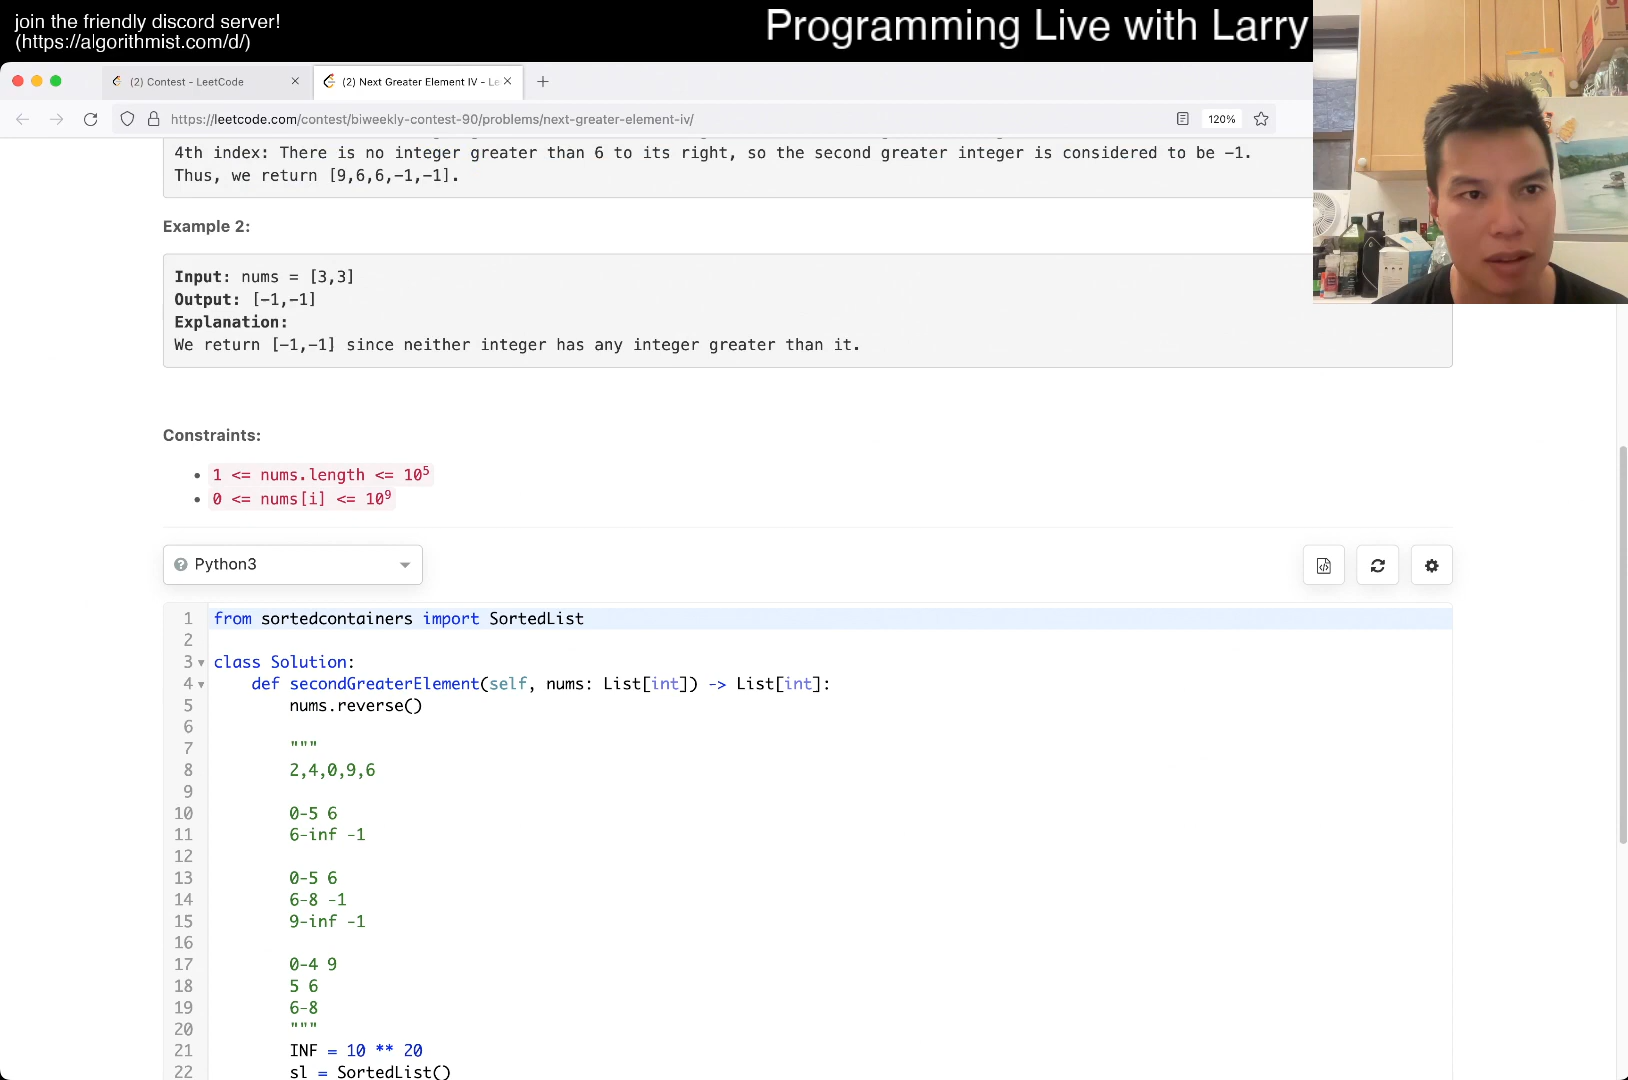 join the friendly discord server!
(https://algorithmist.com/d/)
Programming Live with Larry
(2) Contest - LeetCode
(2) Next Greater Element IV - Le
https://leetcode.com/contest/biweekly-contest-90/problems/next-greater-element-iv/
120%
4th index: There is no integer greater than 6 to its right, so the second greater integer is considered to be -1.
Thus, we return [9,6,6,-1,-1].
Example 2:
Input: nums = [3,3]
Output: [-1,-1]
Explanation:
We return [-1,-1] since neither integer has any integer greater than it.
Constraints:
1 <= nums.length <= 10⁵
0 <= nums[i] <= 10⁹
Python3
1 from sortedcontainers import SortedList
2
3 class Solution:
4 def secondGreaterElement(self, nums: List[int]) -> List[int]:
5 nums.reverse()
6
7 """
8 2,4,0,9,6
9
10 0-5 6
11 6-inf -1
12
13 0-5 6
14 6-8 -1
15 9-inf -1
16
17 0-4 9
18 5 6
19 6-8
20 """
21 INF = 10 ** 20
22 sl = SortedList()